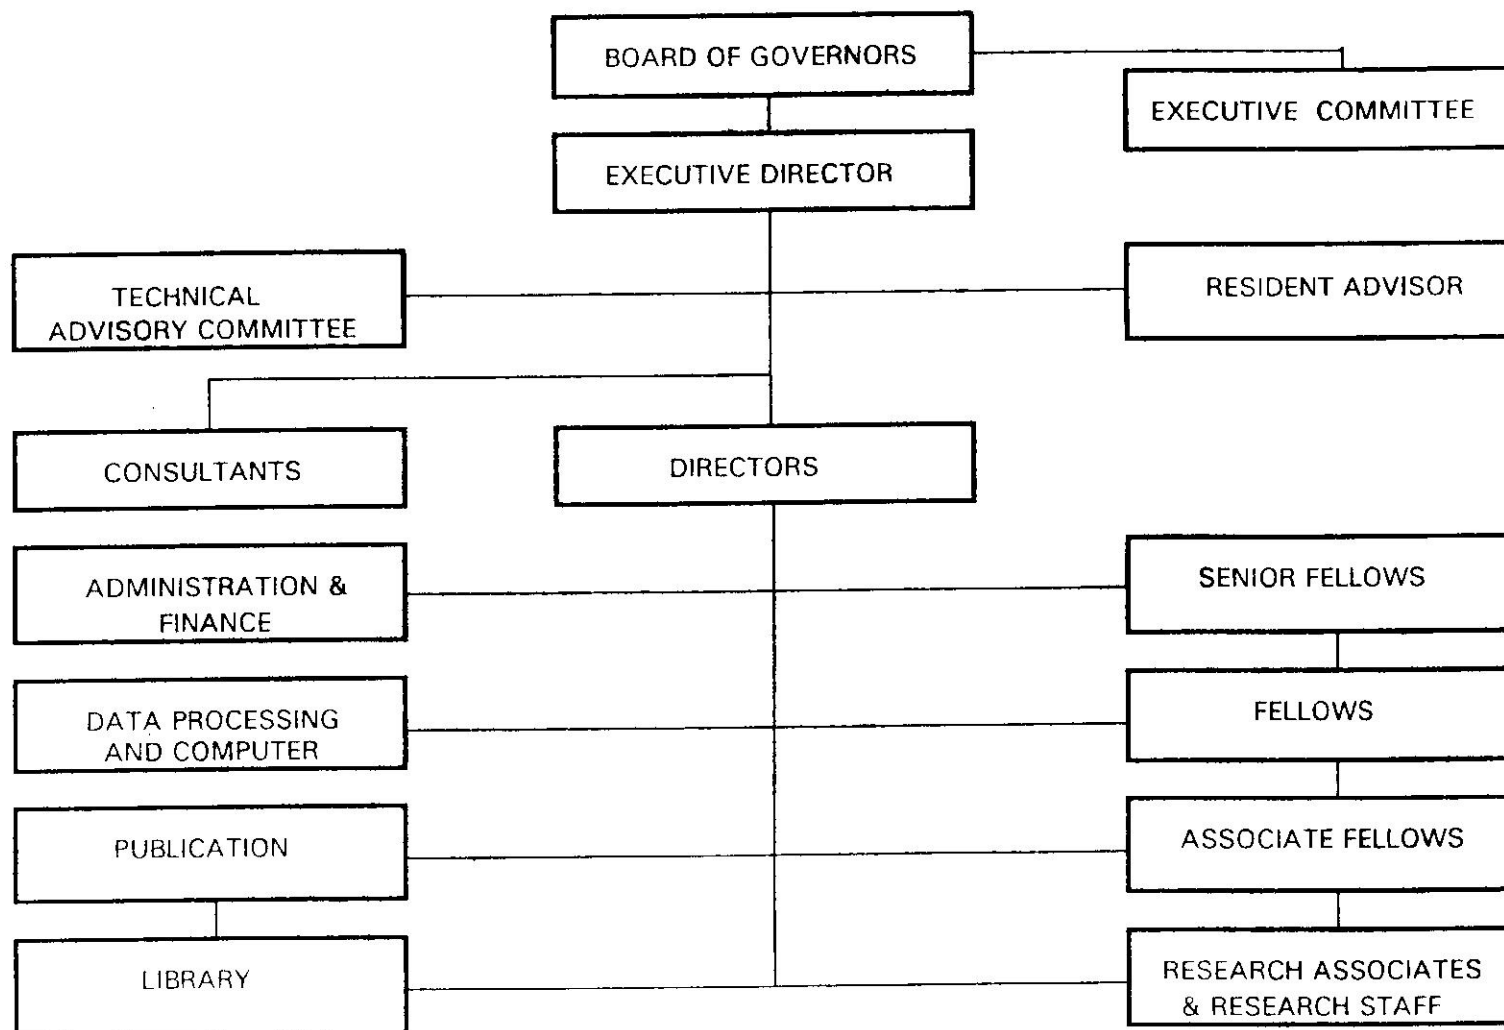 BOARD OF GOVERNORS
EXECUTIVE COMMITTEE
EXECUTIVE DIRECTOR
TECHNICAL
ADVISORY COMMITTEE
RESIDENT ADVISOR
CONSULTANTS
DIRECTORS
ADMINISTRATION &
FINANCE
SENIOR FELLOWS
DATA PROCESSING
AND COMPUTER
FELLOWS
PUBLICATION
ASSOCIATE FELLOWS
LIBRARY
RESEARCH ASSOCIATES
& RESEARCH STAFF